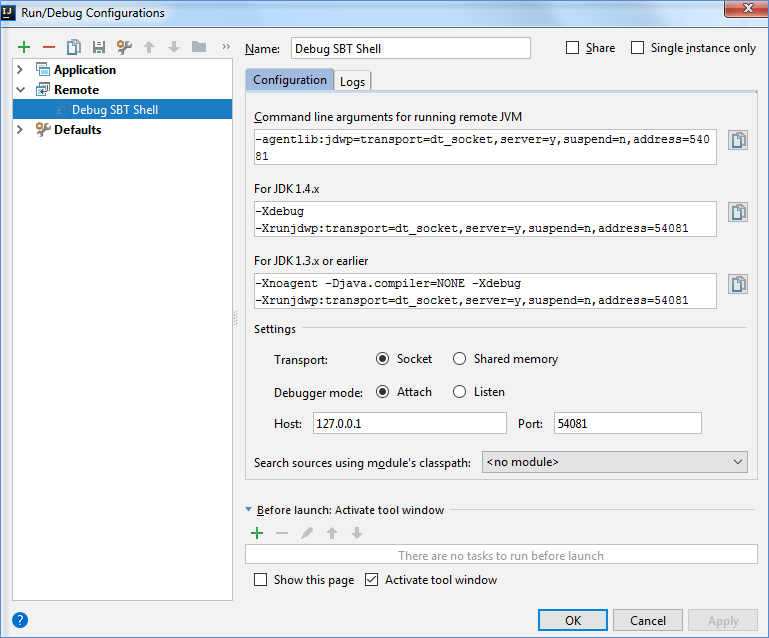 IJ Run/Debug Configurations
Name: Debug SBT Shell Share Single instance only
Application
Remote
Debug SBT Shell
Defaults
Configuration Logs
Command line arguments for running remote JVM
-agentlib:jdwp=transport=dt_socket,server=y,suspend=n,address=540
81
For JDK 1.4.x
-Xdebug
-Xrunjdwp:transport=dt_socket,server=y,suspend=n,address=54081
For JDK 1.3.x or earlier
-Xnoagent -Djava.compiler=NONE -Xdebug
-Xrunjdwp:transport=dt_socket,server=y,suspend=n,address=54081
Settings
Transport: Socket Shared memory
Debugger mode: Attach Listen
Host: 127.0.0.1 Port: 54081
Search sources using module's classpath: <no module>
Before launch: Activate tool window
There are no tasks to run before launch
Show this page Activate tool window
? OK Cancel Apply